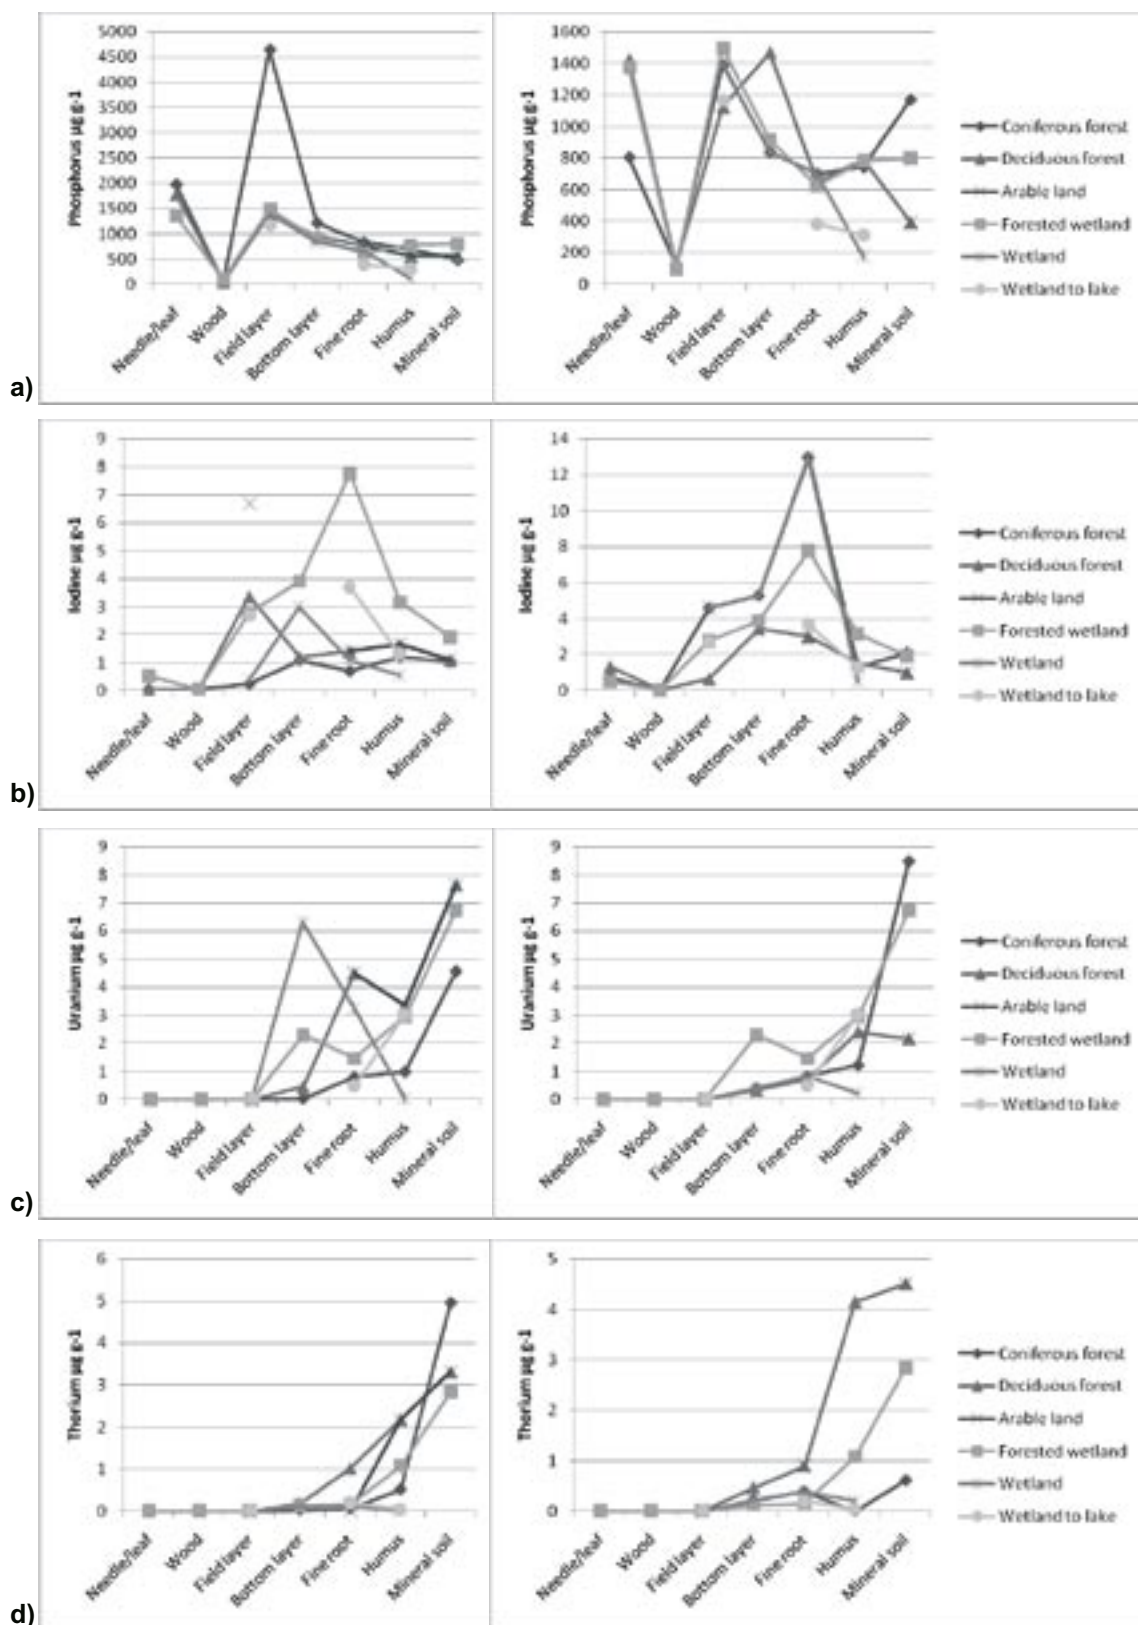 Phosphorus µg g-1
5000
4500
4000
3500
3000
2500
2000
1500
1000
500
0
Needle/leaf
Wood
Field layer
Bottom layer
Fine root
Humus
Mineral soil
Phosphorus µg g-1
1600
1400
1200
1000
800
600
400
200
0
Needle/leaf
Wood
Field layer
Bottom layer
Fine root
Humus
Mineral soil
Coniferous forest
Deciduous forest
Arable land
Forested wetland
Wetland
Wetland to lake
a)
Iodine µg g-1
9
8
7
6
5
4
3
2
1
0
Needle/leaf
Wood
Field layer
Bottom layer
Fine root
Humus
Mineral soil
Iodine µg g-1
14
12
10
8
6
4
2
0
Needle/leaf
Wood
Field layer
Bottom layer
Fine root
Humus
Mineral soil
Coniferous forest
Deciduous forest
Arable land
Forested wetland
Wetland
Wetland to lake
b)
Uranium µg g-1
9
8
7
6
5
4
3
2
1
0
Needle/leaf
Wood
Field layer
Bottom layer
Fine root
Humus
Mineral soil
Uranium µg g-1
9
8
7
6
5
4
3
2
1
0
Needle/leaf
Wood
Field layer
Bottom layer
Fine root
Humus
Mineral soil
Coniferous forest
Deciduous forest
Arable land
Forested wetland
Wetland
Wetland to lake
c)
Thorium µg g-1
6
5
4
3
2
1
0
Needle/leaf
Wood
Field layer
Bottom layer
Fine root
Humus
Mineral soil
Thorium µg g-1
5
4
3
2
1
0
Needle/leaf
Wood
Field layer
Bottom layer
Fine root
Humus
Mineral soil
Coniferous forest
Deciduous forest
Arable land
Forested wetland
Wetland
Wetland to lake
d)